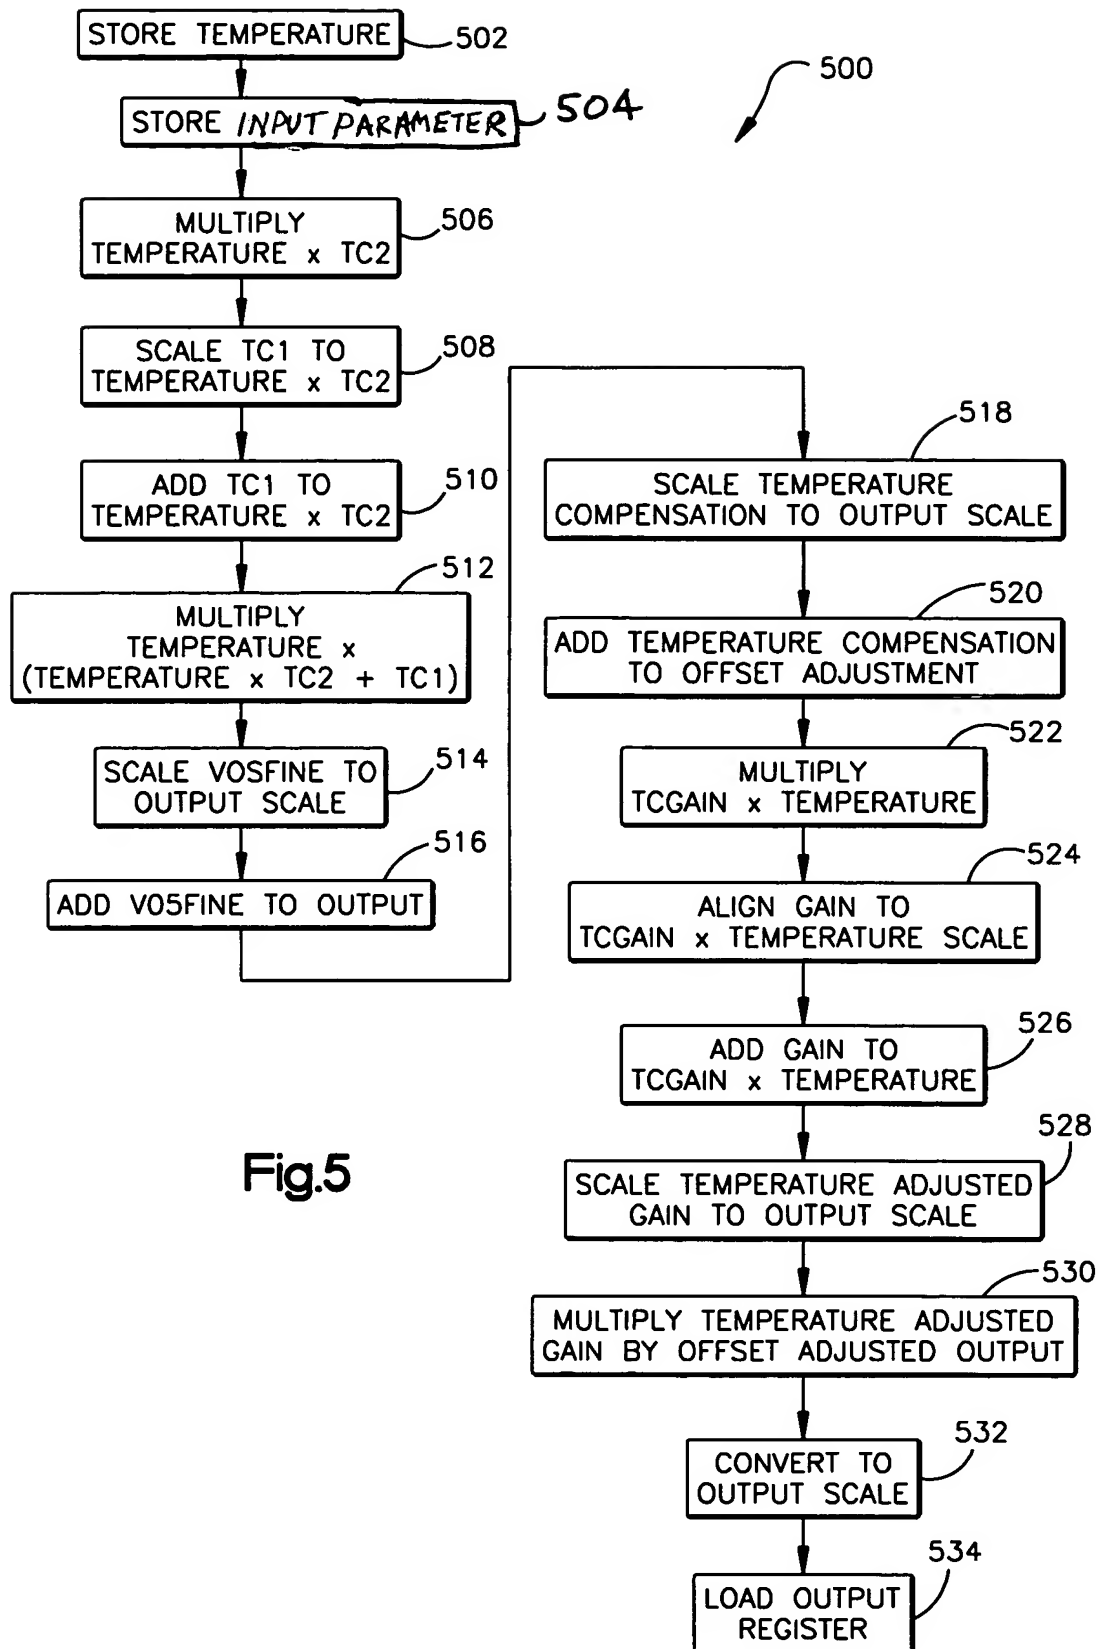 STORE TEMPERATURE
502
500
STORE INPUT PARAMETER
504
MULTIPLY
TEMPERATURE x TC2
506
SCALE TC1 TO
TEMPERATURE x TC2
508
ADD TC1 TO
TEMPERATURE x TC2
510
512
MULTIPLY
TEMPERATURE x
(TEMPERATURE x TC2 + TC1)
SCALE VOSFINE TO
OUTPUT SCALE
514
516
ADD VO5FINE TO OUTPUT
518
SCALE TEMPERATURE
COMPENSATION TO OUTPUT SCALE
520
ADD TEMPERATURE COMPENSATION
TO OFFSET ADJUSTMENT
522
MULTIPLY
TCGAIN x TEMPERATURE
524
ALIGN GAIN TO
TCGAIN x TEMPERATURE SCALE
526
ADD GAIN TO
TCGAIN x TEMPERATURE
528
SCALE TEMPERATURE ADJUSTED
GAIN TO OUTPUT SCALE
530
MULTIPLY TEMPERATURE ADJUSTED
GAIN BY OFFSET ADJUSTED OUTPUT
532
CONVERT TO
OUTPUT SCALE
534
LOAD OUTPUT
REGISTER
Fig.5